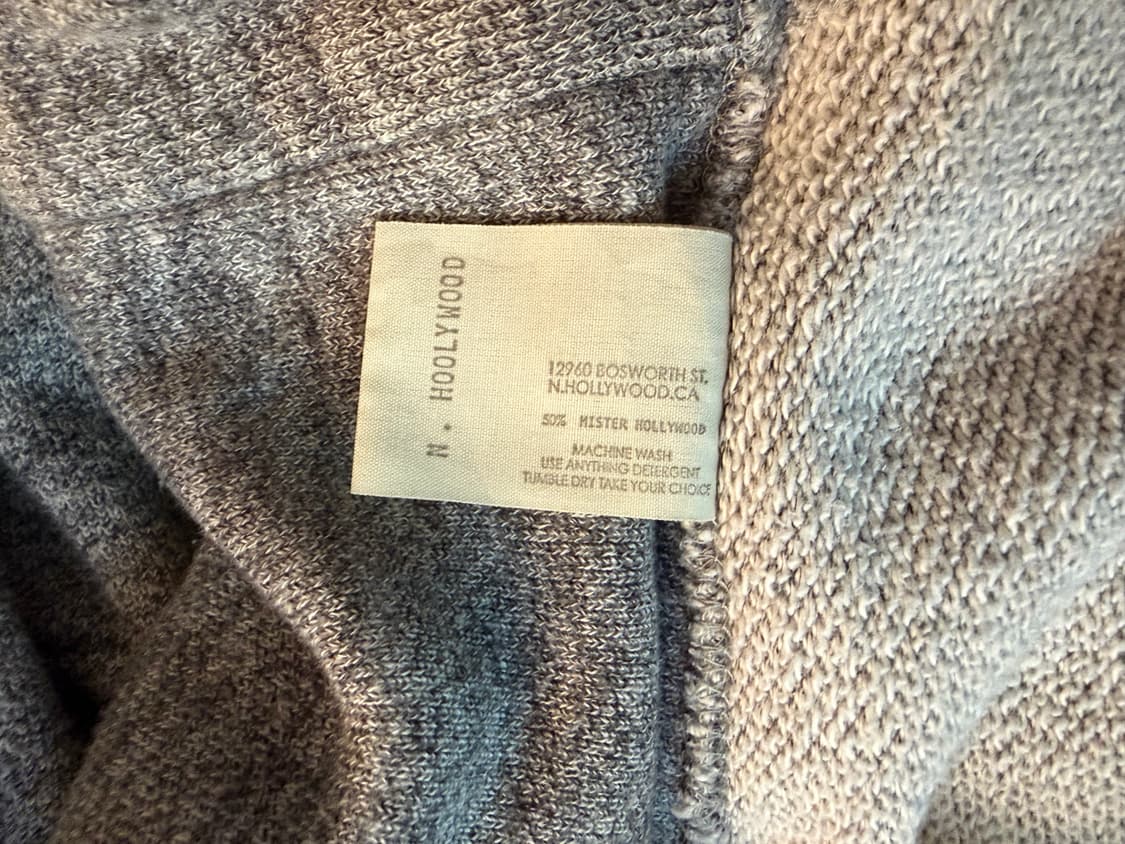 N. HOOLYWOOD
12960 BOSWORTH ST.
N.HOLLYWOOD.CA
50% MISTER HOLLYWOOD
MACHINE WASH
USE ANYTHING DETERGENT
TUMBLE DRY TAKE YOUR CHOICE